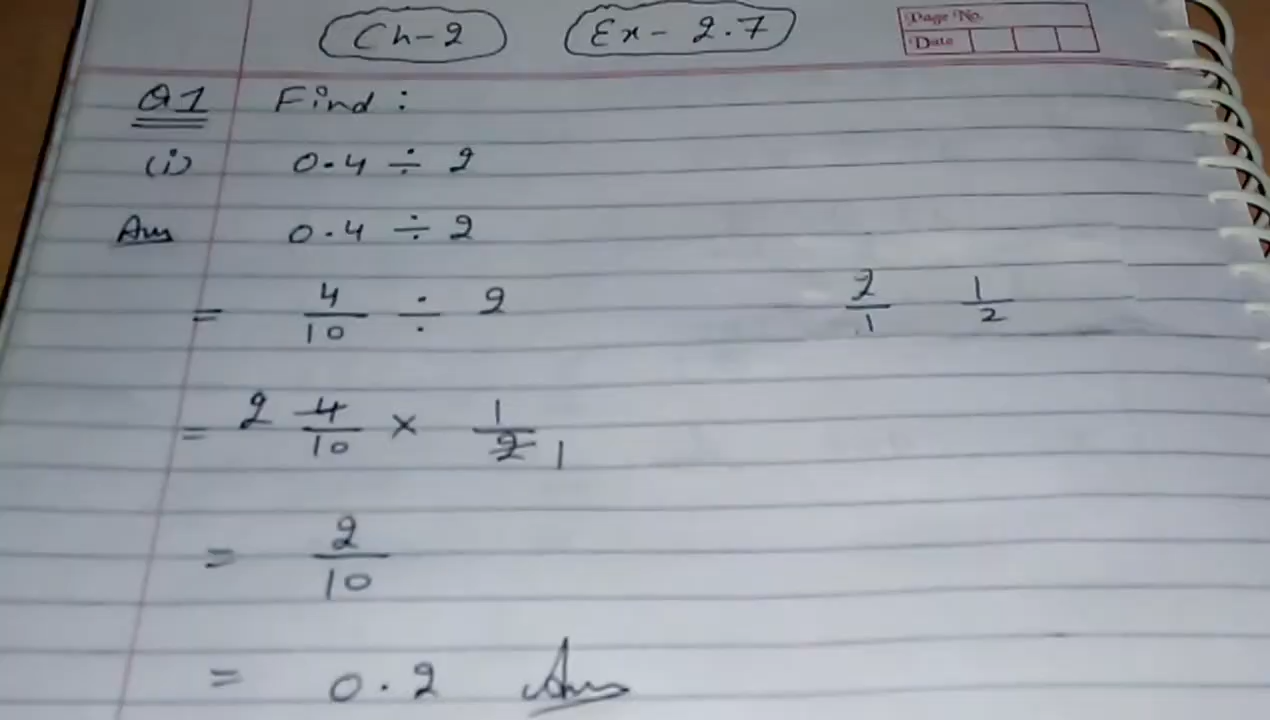 Ch-2 Ex-2.7
Page No.
Date
Q1 Find :
(i) 0.4 ÷ 2
Ans 0.4 ÷ 2
= 4/10 ÷ 2 2/1 1/2
= 2 4/10 × 1/2 1
= 2/10
= 0.2 Ans